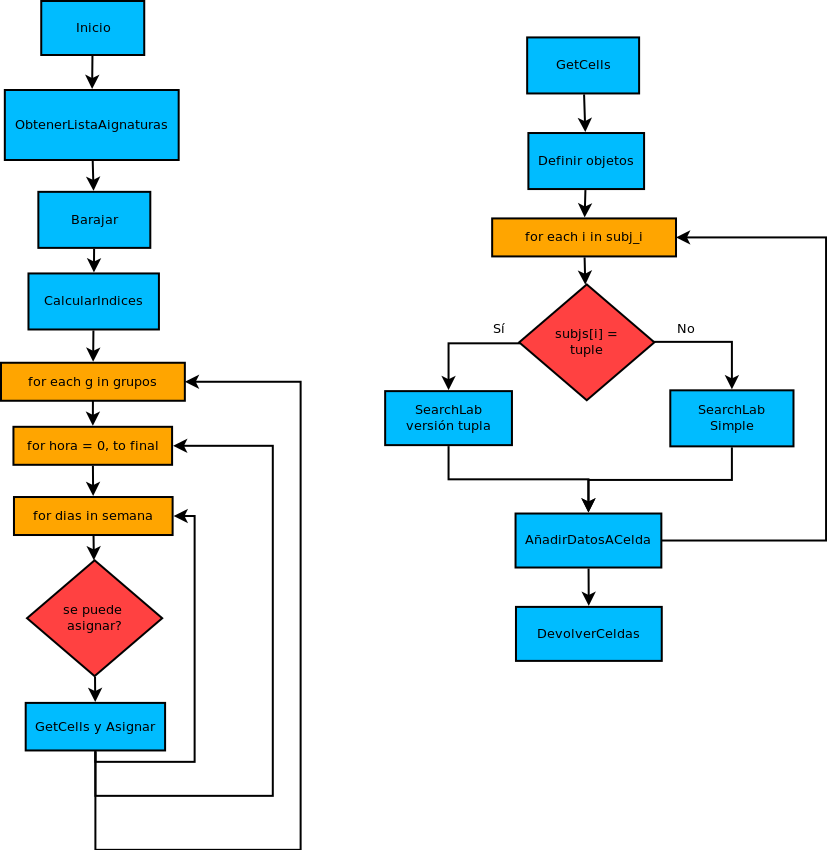 Inicio
ObtenerListaAignaturas
Barajar
CalcularIndices
for each g in grupos
for hora = 0, to final
for dias in semana
se puede
asignar?
GetCells y Asignar
GetCells
Definir objetos
for each i in subj_i
subjs[i] =
tuple
Sí
No
SearchLab
versión tupla
SearchLab
Simple
AñadirDatosACelda
DevolverCeldas